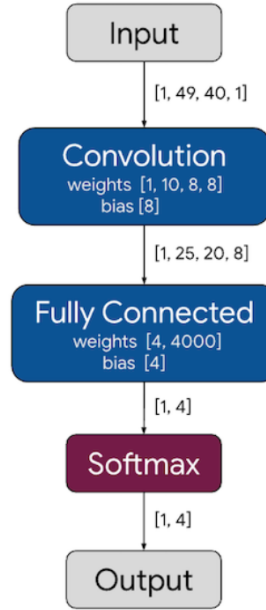 Input
[1, 49, 40, 1]
Convolution
weights [1, 10, 8, 8]
bias [8]
[1, 25, 20, 8]
Fully Connected
weights [4, 4000]
bias [4]
[1, 4]
Softmax
[1, 4]
Output